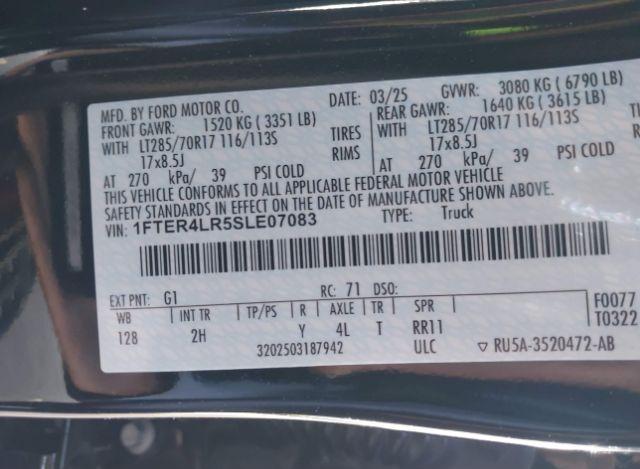 MFD. BY FORD MOTOR CO. DATE: 03/25 GVWR: 3080 KG ( 6790 LB)
FRONT GAWR: 1520 KG ( 3351 LB) REAR GAWR: 1640 KG ( 3615 LB)
WITH LT285/70R17 116/113S TIRES WITH LT285/70R17 116/113S
17x8.5J RIMS 17x8.5J
AT 270 kPa/ 39 PSI COLD AT 270 kPa/ 39 PSI COLD
THIS VEHICLE CONFORMS TO ALL APPLICABLE FEDERAL MOTOR VEHICLE
SAFETY STANDARDS IN EFFECT ON THE DATE OF MANUFACTURE SHOWN ABOVE.
VIN: 1FTER4LR5SLE07083 TYPE: Truck
EXT PNT: G1 RC: 71 DSO:
WB INT TR TP/PS R AXLE TR SPR F0077
128 2H Y 4L T RR11 T0322
3202503187942 ULC ▽ RU5A-3520472-AB